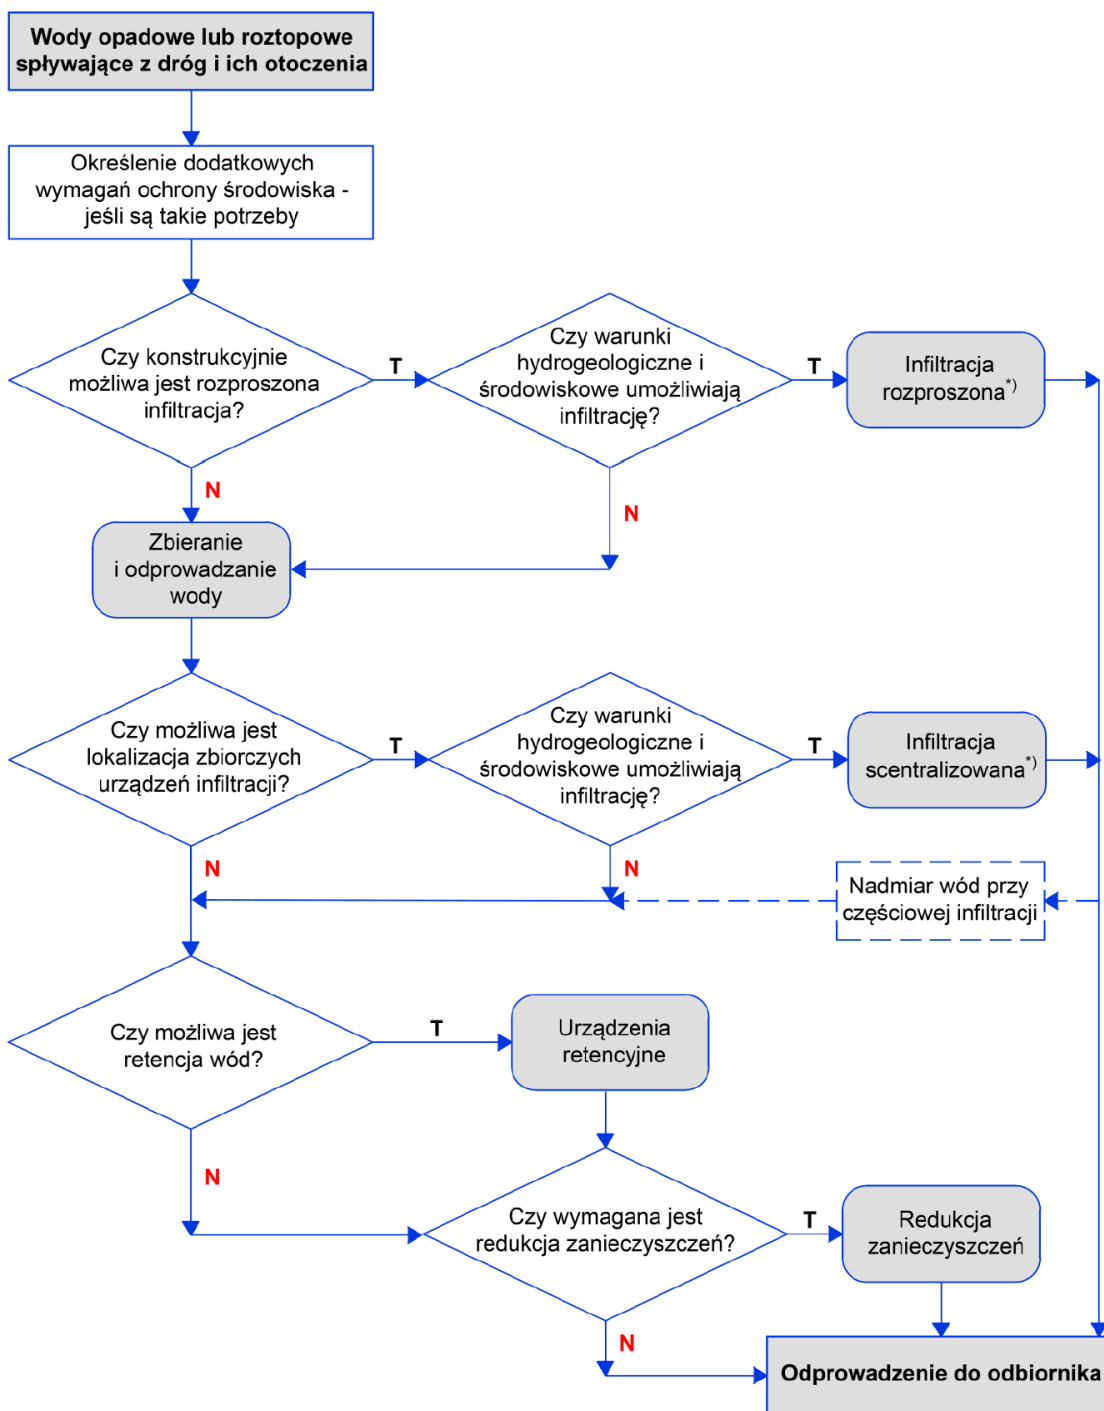 Wody opadowe lub roztopowe
spływające z dróg i ich otoczenia
Określenie dodatkowych
wymagań ochrony środowiska -
jeśli są takie potrzeby
Czy konstrukcyjnie
możliwa jest rozproszona
infiltracja?
T
Czy warunki
hydrogeologiczne i
środowiskowe umożliwiają
infiltrację?
T
Infiltracja
rozproszona*)
N
N
Zbieranie
i odprowadzanie
wody
Czy możliwa jest
lokalizacja zbiorczych
urządzeń infiltracji?
T
Czy warunki
hydrogeologiczne i
środowiskowe umożliwiają
infiltrację?
T
Infiltracja
scentralizowana*)
N
N
Nadmiar wód przy
częściowej infiltracji
Czy możliwa jest
retencja wód?
T
Urządzenia
retencyjne
N
Czy wymagana jest
redukcja zanieczyszczeń?
T
Redukcja
zanieczyszczeń
N
Odprowadzenie do odbiornika